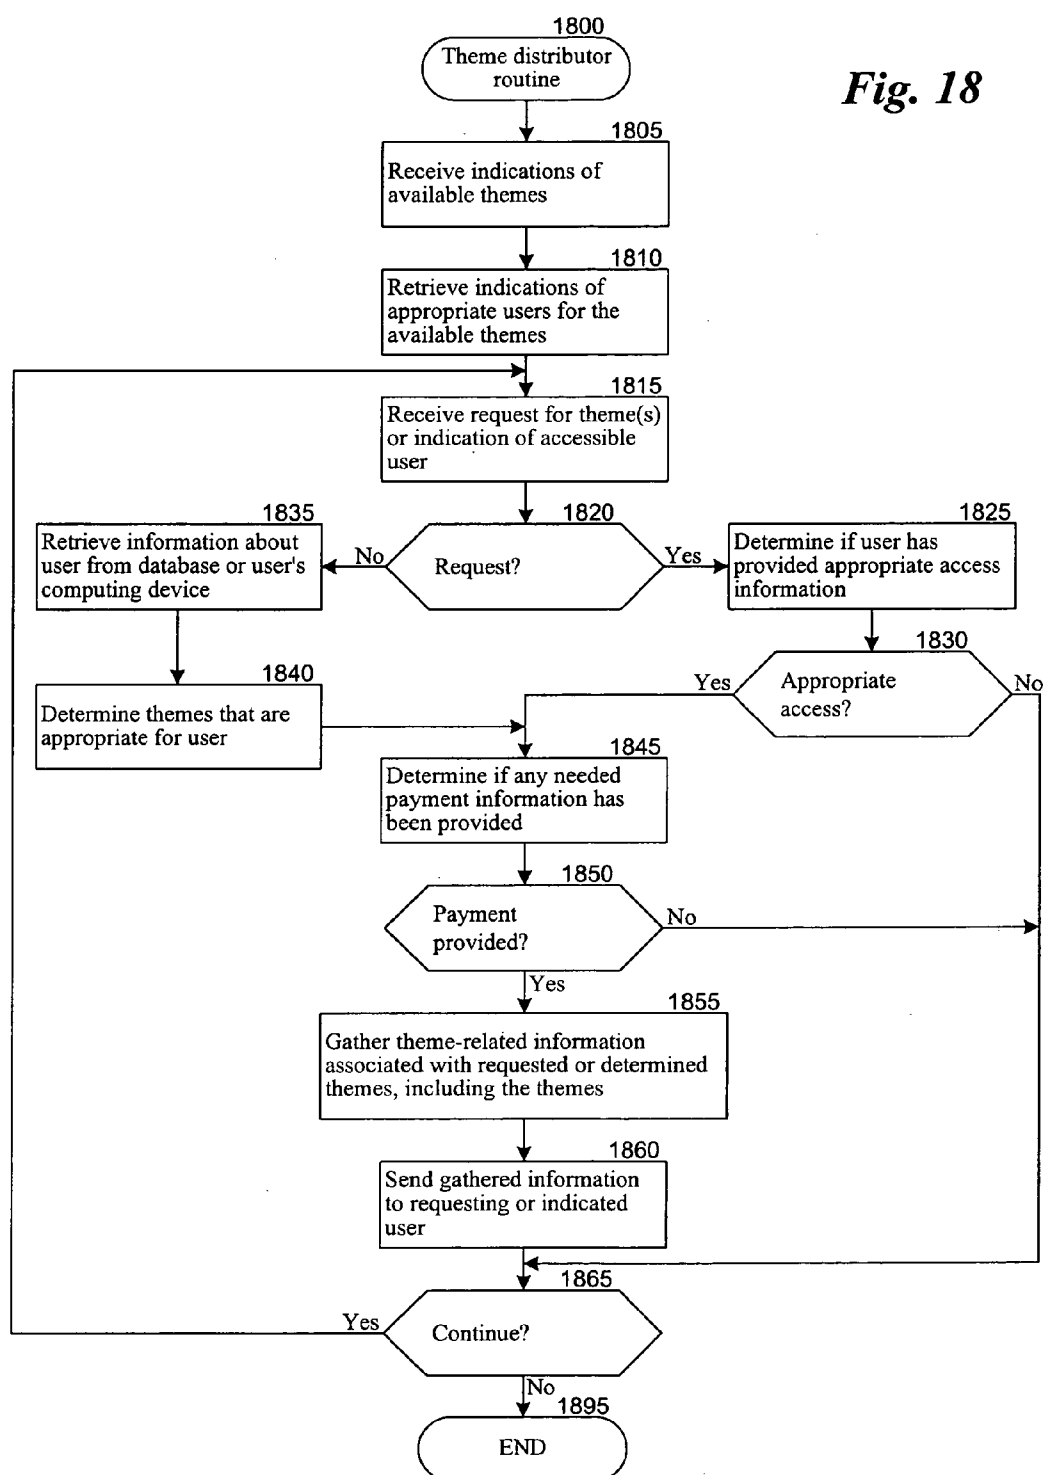 1800
Theme distributor
routine
Fig. 18
1805
Receive indications of
available themes
1810
Retrieve indications of
appropriate users for the
available themes
1815
Receive request for theme(s)
or indication of accessible
user
1820
Request?
No
Yes
1835
Retrieve information about
user from database or user's
computing device
1825
Determine if user has
provided appropriate access
information
1830
Appropriate
access?
Yes
No
1840
Determine themes that are
appropriate for user
1845
Determine if any needed
payment information has
been provided
1850
Payment
provided?
No
Yes
1855
Gather theme-related information
associated with requested or determined
themes, including the themes
1860
Send gathered information
to requesting or indicated
user
1865
Continue?
Yes
No
1895
END